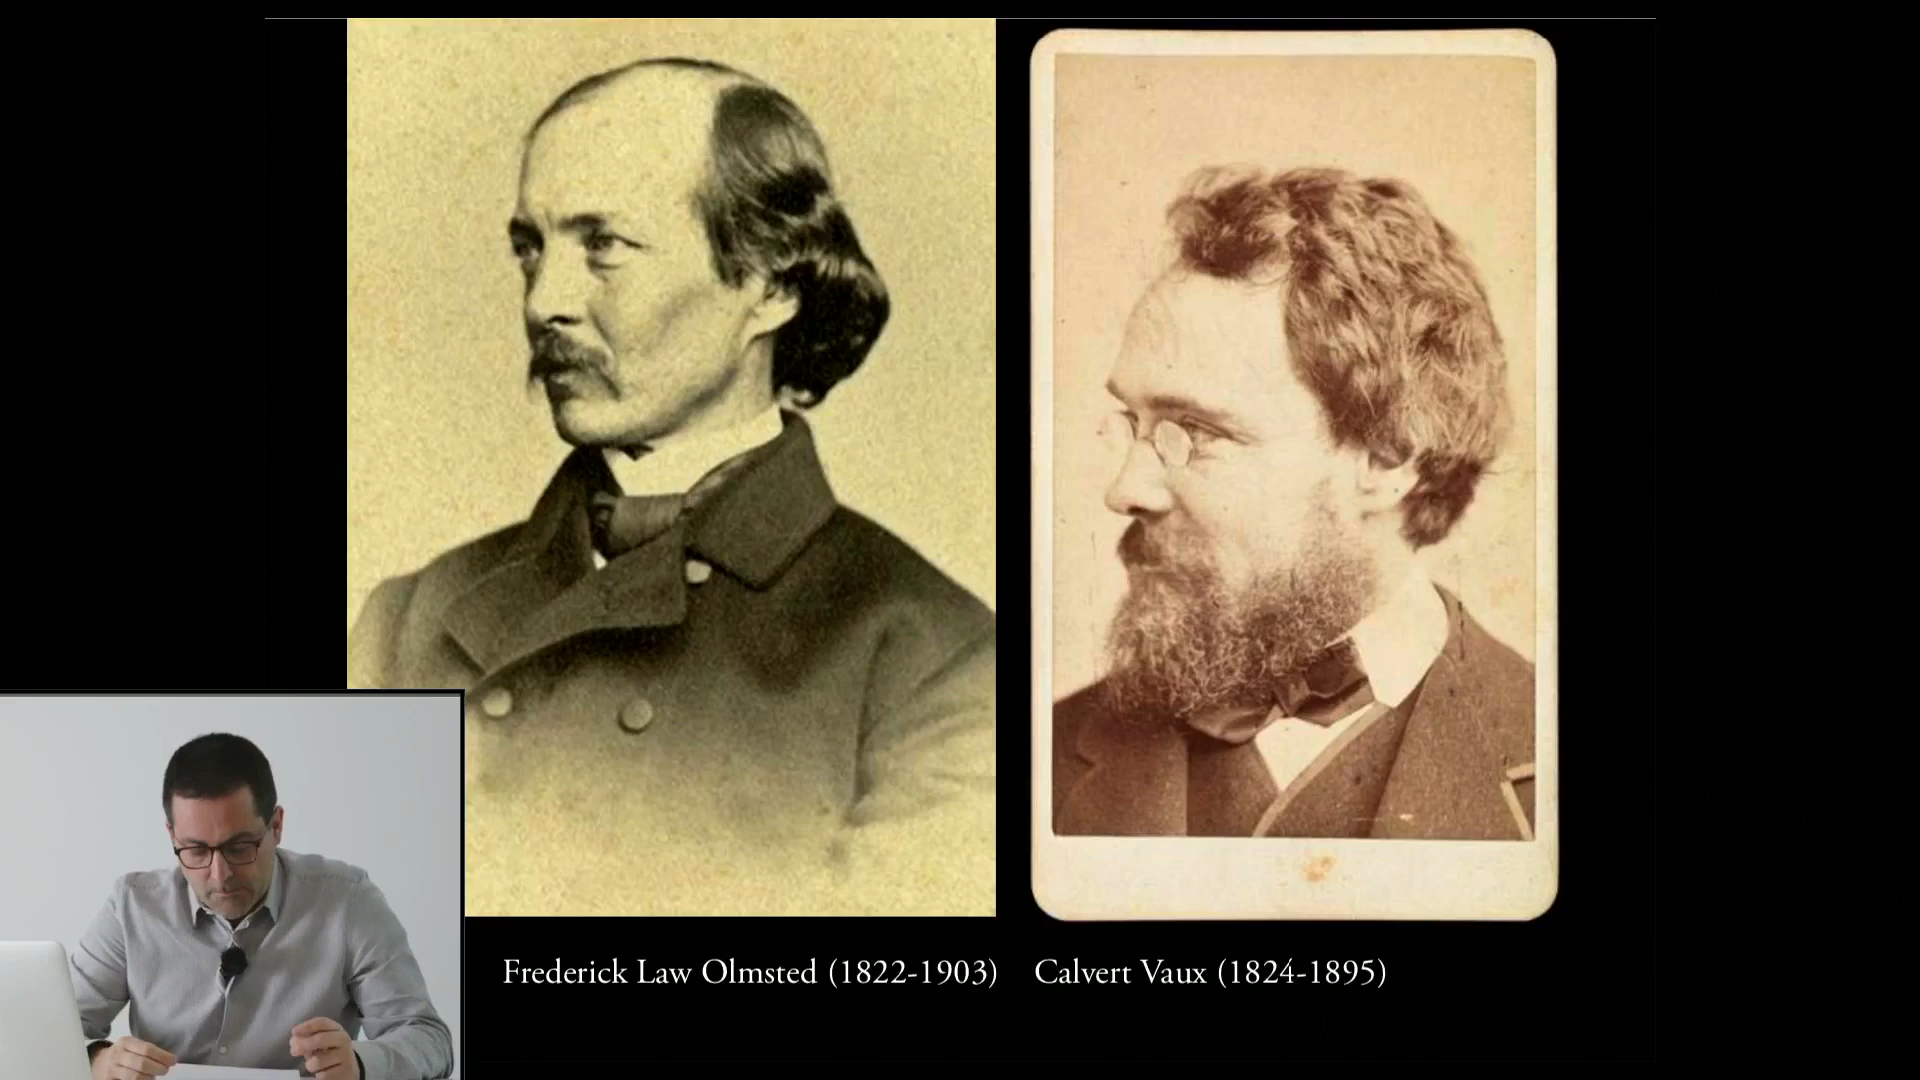 Frederick Law Olmsted (1822-1903)
Calvert Vaux (1824-1895)